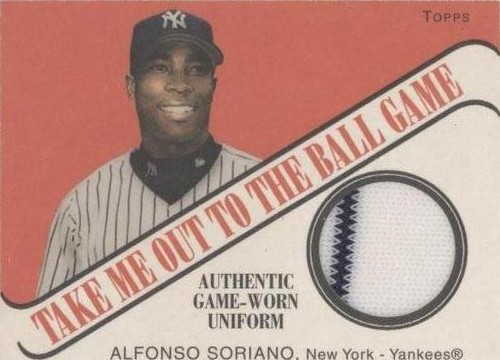 TOPPS
NY
TAKE ME OUT TO THE BALL GAME
AUTHENTIC
GAME-WORN
UNIFORM
ALFONSO SORIANO, New York - Yankees®